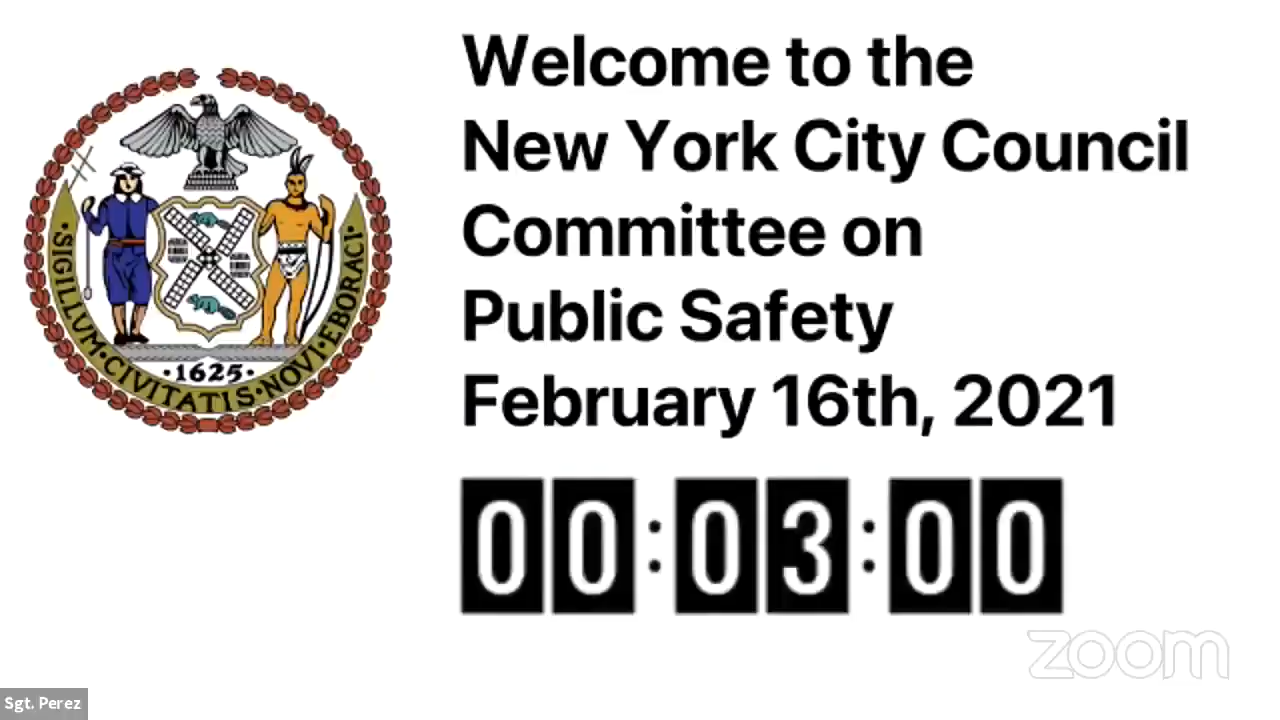 Welcome to the
New York City Council
Committee on
Public Safety
February 16th, 2021
00:03:00
·SIGILLUM·CIVITATIS·NOVI·EBORACI·
·1625·
zoom
Sgt. Perez